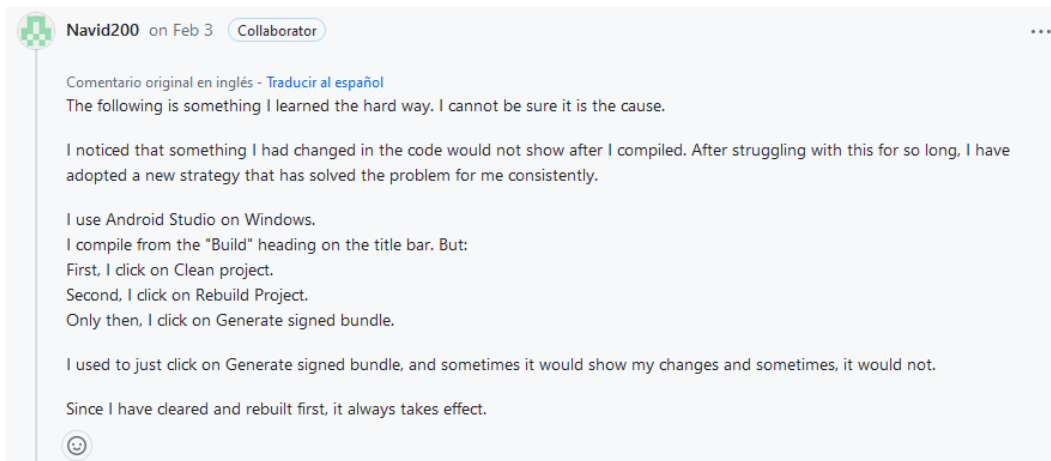 Navid200 on Feb 3 Collaborator
Comentario original en inglés - Traducir al español
The following is something I learned the hard way. I cannot be sure it is the cause.
I noticed that something I had changed in the code would not show after I compiled. After struggling with this for so long, I have
adopted a new strategy that has solved the problem for me consistently.
I use Android Studio on Windows.
I compile from the "Build" heading on the title bar. But:
First, I click on Clean project.
Second, I click on Rebuild Project.
Only then, I click on Generate signed bundle.
I used to just click on Generate signed bundle, and sometimes it would show my changes and sometimes, it would not.
Since I have cleared and rebuilt first, it always takes effect.